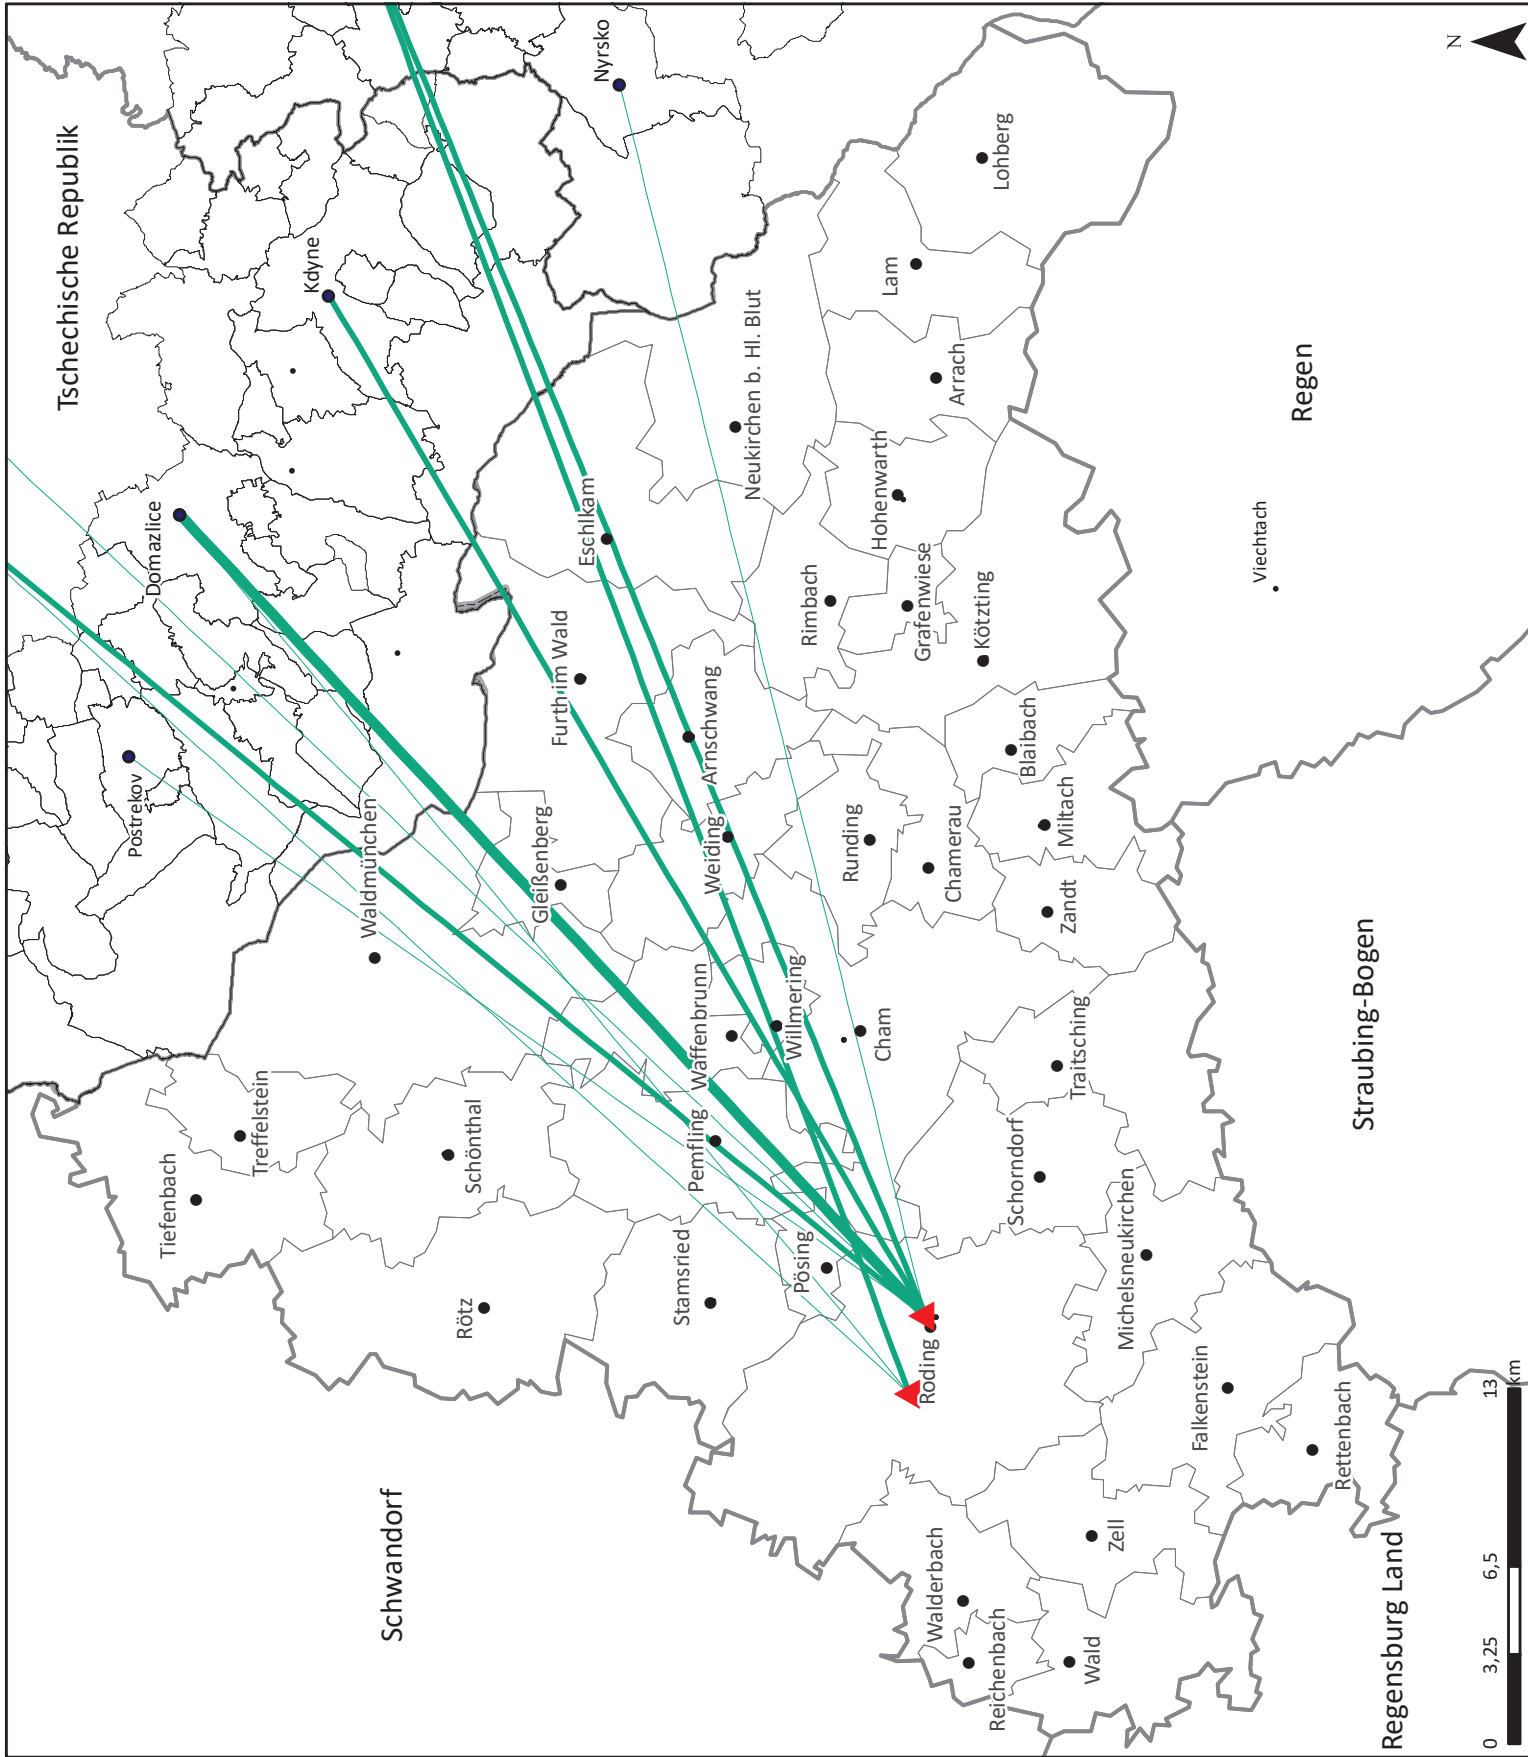 Tschechische Republik
Nyrsko
Kdyne
Domazlice
Postrekov
Lohberg
Lam
Arrach
Neukirchen b. Hl. Blut
Eschlkam
Hohenwarth
Grafenwiese
Rimbach
Kötzting
Furth im Wald
Arnschwang
Blaibach
Miltach
Waldmünchen
Gleißenberg
Weiding
Runding
Chamerau
Zandt
Waffenbrunn
Willmering
Cham
Traitsching
Treffelstein
Tiefenbach
Schönthal
Pemfling
Schorndorf
Michelsneukirchen
Rötz
Stamsried
Pösing
Roding
Falkenstein
Rettenbach
Zell
Walderbach
Reichenbach
Wald
Schwandorf
Regen
Viechtach
Straubing-Bogen
Regensburg Land
N
0 3,25 6,5 13
km